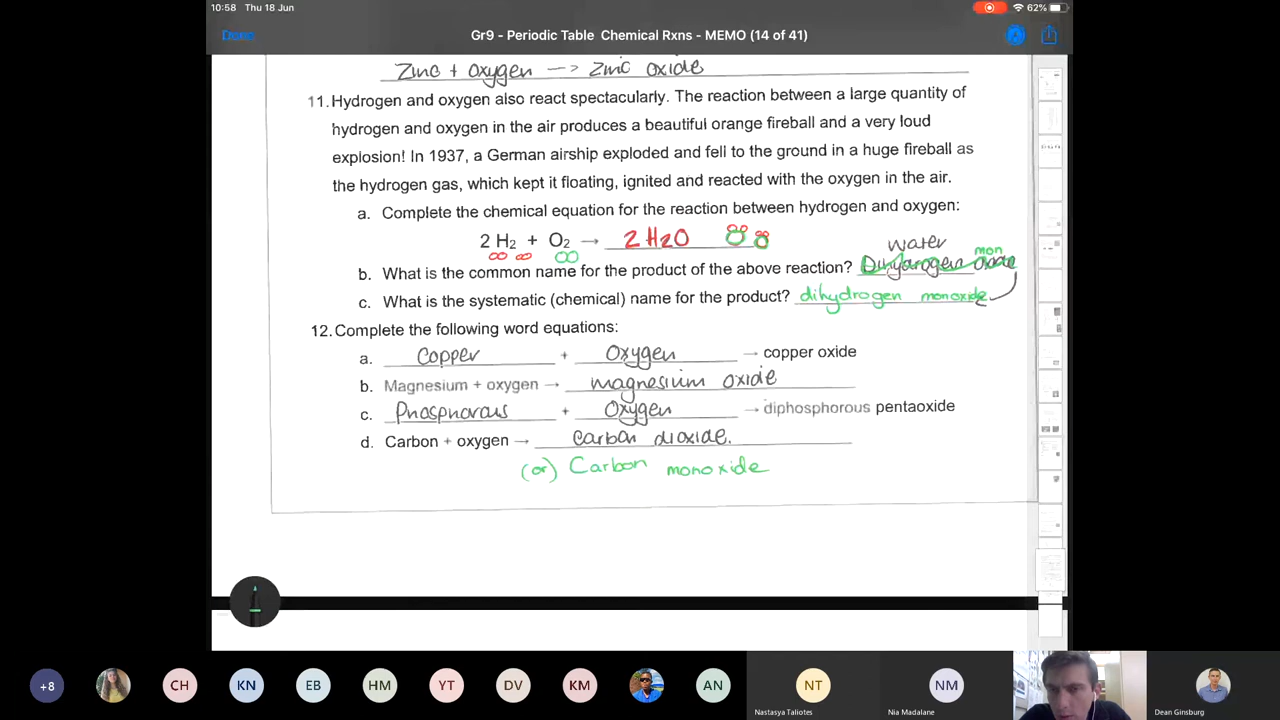 10:58 Thu 18 Jun 62%
Done Gr9 - Periodic Table Chemical Rxns - MEMO (14 of 41)
Zinc + oxygen -> zinc oxide
11. Hydrogen and oxygen also react spectacularly. The reaction between a large quantity of
hydrogen and oxygen in the air produces a beautiful orange fireball and a very loud
explosion! In 1937, a German airship exploded and fell to the ground in a huge fireball as
the hydrogen gas, which kept it floating, ignited and reacted with the oxygen in the air.
a. Complete the chemical equation for the reaction between hydrogen and oxygen:
2 H2 + O2 → 2H2O
water
mon
b. What is the common name for the product of the above reaction? Dihydrogen oxide
c. What is the systematic (chemical) name for the product? dihydrogen monoxide
12. Complete the following word equations:
a. Copper + Oxygen → copper oxide
b. Magnesium + oxygen → magnesium oxide
c. Phosphorous + Oxygen → diphosphorous pentaoxide
d. Carbon + oxygen → Carbon dioxide.
(or) Carbon monoxide
+8 CH KN EB HM YT DV KM AN NT NM
Nastasya Taliotes Nia Madalane Dean Ginsburg